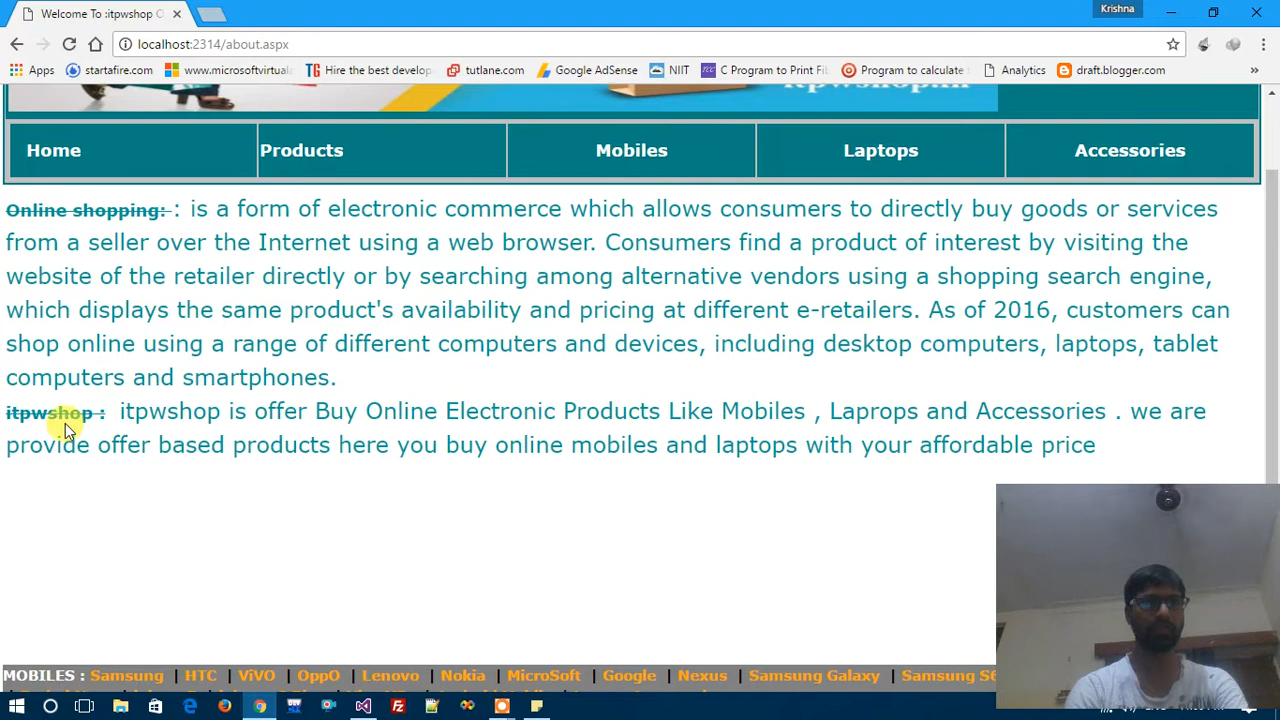 Krishna
Welcome To :itpwshop O
localhost:2314/about.aspx
Apps startafire.com www.microsoftvirtuala Hire the best develop tutlane.com Google AdSense NIIT C Program to Print Fib Program to calculate Analytics draft.blogger.com »
Home Products Mobiles Laptops Accessories
Online shopping: : is a form of electronic commerce which allows consumers to directly buy goods or services
from a seller over the Internet using a web browser. Consumers find a product of interest by visiting the
website of the retailer directly or by searching among alternative vendors using a shopping search engine,
which displays the same product's availability and pricing at different e-retailers. As of 2016, customers can
shop online using a range of different computers and devices, including desktop computers, laptops, tablet
computers and smartphones.
itpwshop : itpwshop is offer Buy Online Electronic Products Like Mobiles , Laprops and Accessories . we are
provide offer based products here you buy online mobiles and laptops with your affordable price
MOBILES : Samsung | HTC | ViVO | OppO | Lenovo | Nokia | MicroSoft | Google | Nexus | Samsung Galaxy | Samsung S6